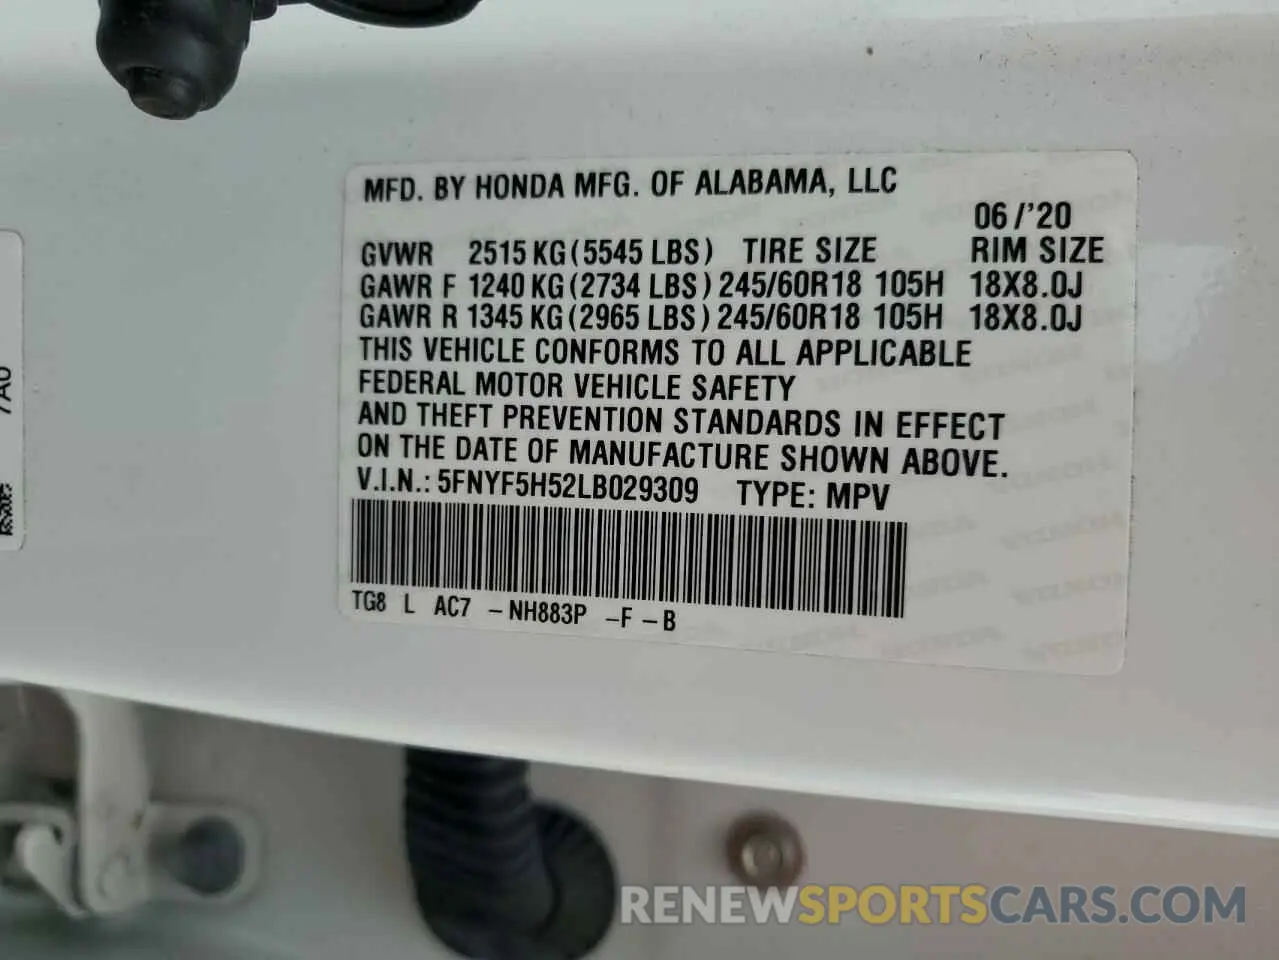 MFD. BY HONDA MFG. OF ALABAMA, LLC
06/'20
GVWR 2515 KG (5545 LBS) TIRE SIZE RIM SIZE
GAWR F 1240 KG (2734 LBS) 245/60R18 105H 18X8.0J
GAWR R 1345 KG (2965 LBS) 245/60R18 105H 18X8.0J
THIS VEHICLE CONFORMS TO ALL APPLICABLE
FEDERAL MOTOR VEHICLE SAFETY
AND THEFT PREVENTION STANDARDS IN EFFECT
ON THE DATE OF MANUFACTURE SHOWN ABOVE.
V.I.N.: 5FNYF5H52LB029309 TYPE: MPV
TG8 L AC7 -NH883P -F -B
RENEWSPORTSCARS.COM